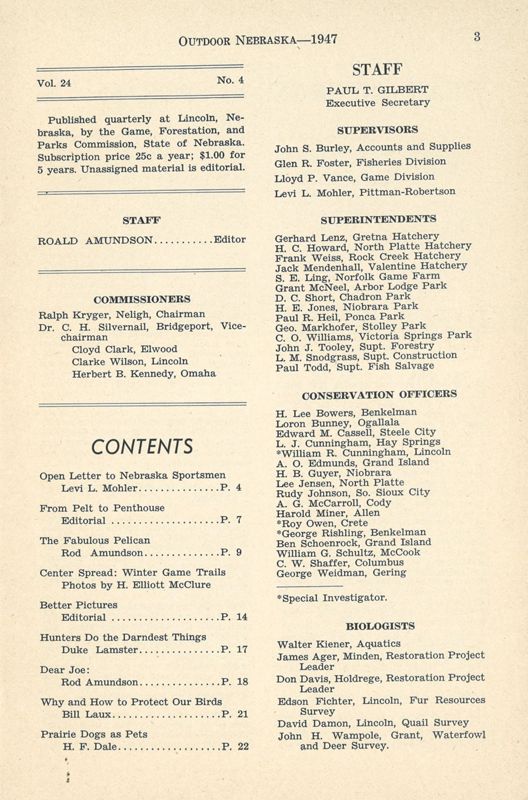 OUTDOOR NEBRASKA—1947
3
Vol. 24 No. 4
Published quarterly at Lincoln, Ne-
braska, by the Game, Forestation, and
Parks Commission, State of Nebraska.
Subscription price 25c a year; $1.00 for
5 years. Unassigned material is editorial.
STAFF
ROALD AMUNDSON..........Editor
COMMISSIONERS
Ralph Kryger, Neligh, Chairman
Dr. C. H. Silvernail, Bridgeport, Vice-
chairman
Cloyd Clark, Elwood
Clarke Wilson, Lincoln
Herbert B. Kennedy, Omaha
CONTENTS
Open Letter to Nebraska Sportsmen
Levi L. Mohler..............P. 4
From Pelt to Penthouse
Editorial ...................P. 7
The Fabulous Pelican
Rod Amundson.............P. 9
Center Spread: Winter Game Trails
Photos by H. Elliott McClure
Better Pictures
Editorial ...................P. 14
Hunters Do the Darndest Things
Duke Lamster..............P. 17
Dear Joe:
Rod Amundson..............P. 18
Why and How to Protect Our Birds
Bill Laux...................P. 21
Prairie Dogs as Pets
H. F. Dale..................P. 22
STAFF
PAUL T. GILBERT
Executive Secretary
SUPERVISORS
John S. Burley, Accounts and Supplies
Glen R. Foster, Fisheries Division
Lloyd P. Vance, Game Division
Levi L. Mohler, Pittman-Robertson
SUPERINTENDENTS
Gerhard Lenz, Gretna Hatchery
H. C. Howard, North Platte Hatchery
Frank Weiss, Rock Creek Hatchery
Jack Mendenhall, Valentine Hatchery
S. E. Ling, Norfolk Game Farm
Grant McNeel, Arbor Lodge Park
D. C. Short, Chadron Park
H. E. Jones, Niobrara Park
Paul R. Heil, Ponca Park
Geo. Markhofer, Stolley Park
C. O. Williams, Victoria Springs Park
John J. Tooley, Supt. Forestry
L. M. Snodgrass, Supt. Construction
Paul Todd, Supt. Fish Salvage
CONSERVATION OFFICERS
H. Lee Bowers, Benkelman
Loron Bunney, Ogallala
Edward M. Cassell, Steele City
L. J. Cunningham, Hay Springs
*William R. Cunningham, Lincoln
A. O. Edmunds, Grand Island
H. B. Guyer, Niobrara
Lee Jensen, North Platte
Rudy Johnson, So. Sioux City
A. G. McCarroll, Cody
Harold Miner, Allen
*Roy Owen, Crete
*George Rishling, Benkelman
Ben Schoenrock, Grand Island
William G. Schultz, McCook
C. W. Shaffer, Columbus
George Weidman, Gering
*Special Investigator.
BIOLOGISTS
Walter Kiener, Aquatics
James Ager, Minden, Restoration Project
Leader
Don Davis, Holdrege, Restoration Project
Leader
Edson Fichter, Lincoln, Fur Resources
Survey
David Damon, Lincoln, Quail Survey
John H. Wampole, Grant, Waterfowl
and Deer Survey.